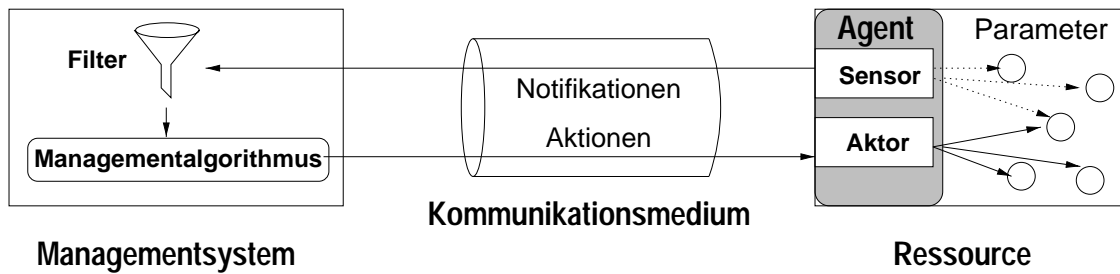 Filter
Managementalgorithmus
Managementsystem
Notifikationen
Aktionen
Kommunikationsmedium
Agent
Parameter
Sensor
Aktor
Ressource